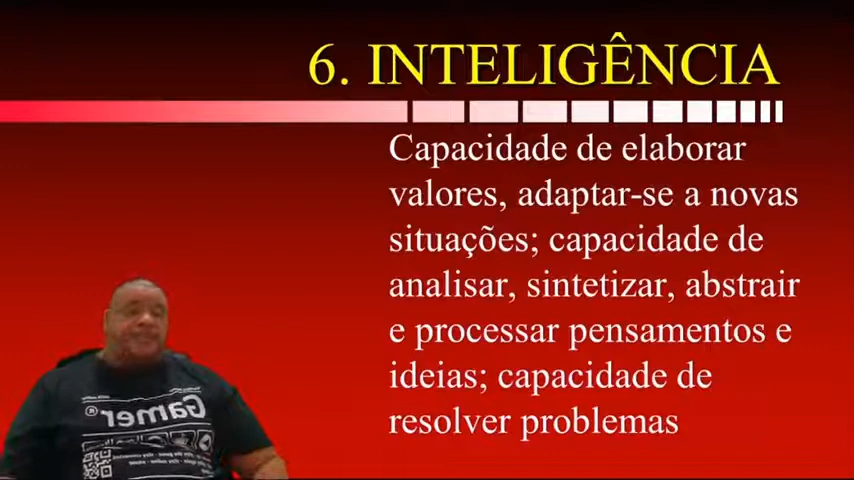 6. INTELIGÊNCIA
Capacidade de elaborar
valores, adaptar-se a novas
situações; capacidade de
analisar, sintetizar, abstrair
e processar pensamentos e
ideias; capacidade de
resolver problemas
Gamer®